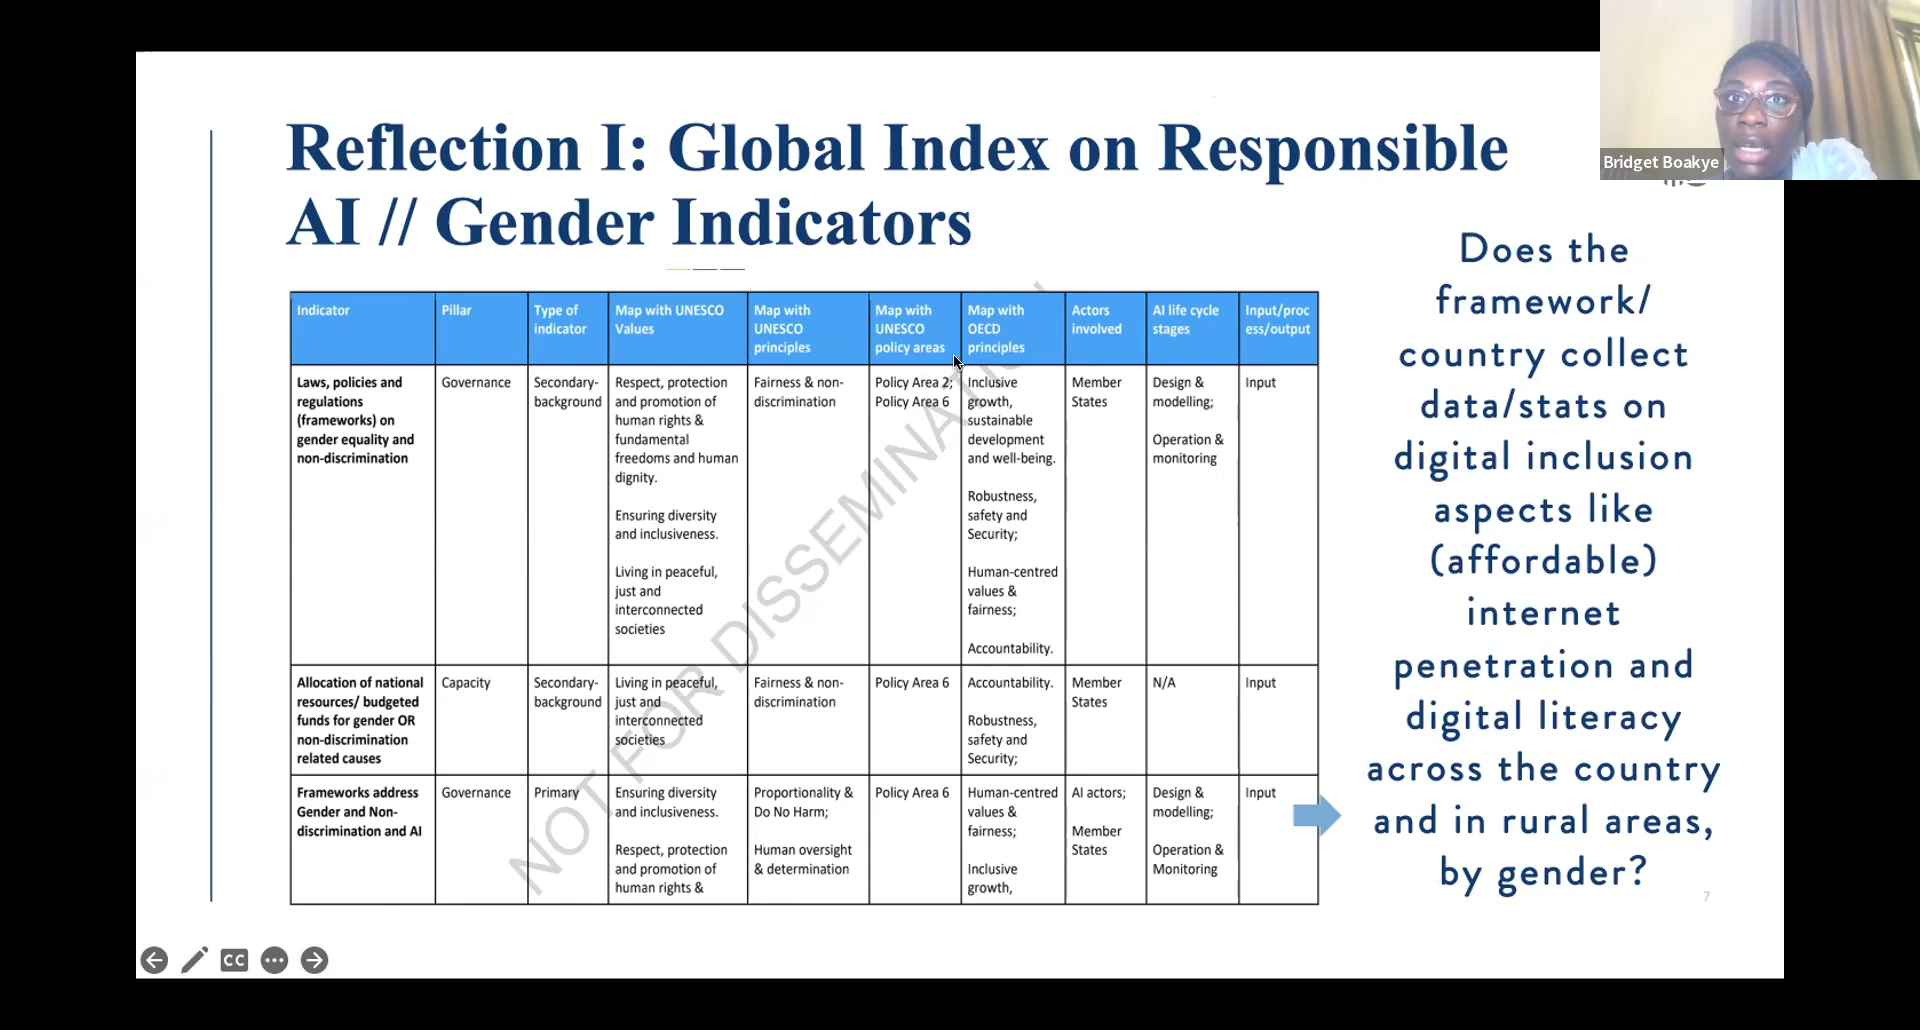 Bridget Boakye
Reflection I: Global Index on Responsible
AI // Gender Indicators
Indicator
Pillar
Type of
indicator
Map with UNESCO
Values
Map with
UNESCO
principles
Map with
UNESCO
policy areas
Map with
OECD
principles
Actors
involved
AI life cycle
stages
Input/proc
ess/output
Laws, policies and
regulations
(frameworks) on
gender equality and
non-discrimination
Governance
Secondary-
background
Respect, protection
and promotion of
human rights &
fundamental
freedoms and human
dignity.
Ensuring diversity
and inclusiveness.
Living in peaceful,
just and
interconnected
societies
Fairness & non-
discrimination
Policy Area 2;
Policy Area 6
Inclusive
growth,
sustainable
development
and well-being.
Robustness,
safety and
Security;
Human-centred
values &
fairness;
Accountability.
Member
States
Design &
modelling;
Operation &
monitoring
Input
Allocation of national
resources/ budgeted
funds for gender OR
non-discrimination
related causes
Capacity
Secondary-
background
Living in peaceful,
just and
interconnected
societies
Fairness & non-
discrimination
Policy Area 6
Accountability.
Robustness,
safety and
Security;
Member
States
N/A
Input
Frameworks address
Gender and Non-
discrimination and AI
Governance
Primary
Ensuring diversity
and inclusiveness.
Respect, protection
and promotion of
human rights &
Proportionality &
Do No Harm;
Human oversight
& determination
Policy Area 6
Human-centred
values &
fairness;
Inclusive
growth,
AI actors;
Member
States
Design &
modelling;
Operation &
Monitoring
Input
NOT FOR DISSEMINATION
Does the
framework/
country collect
data/stats on
digital inclusion
aspects like
(affordable)
internet
penetration and
digital literacy
across the country
and in rural areas,
by gender?
7
CC